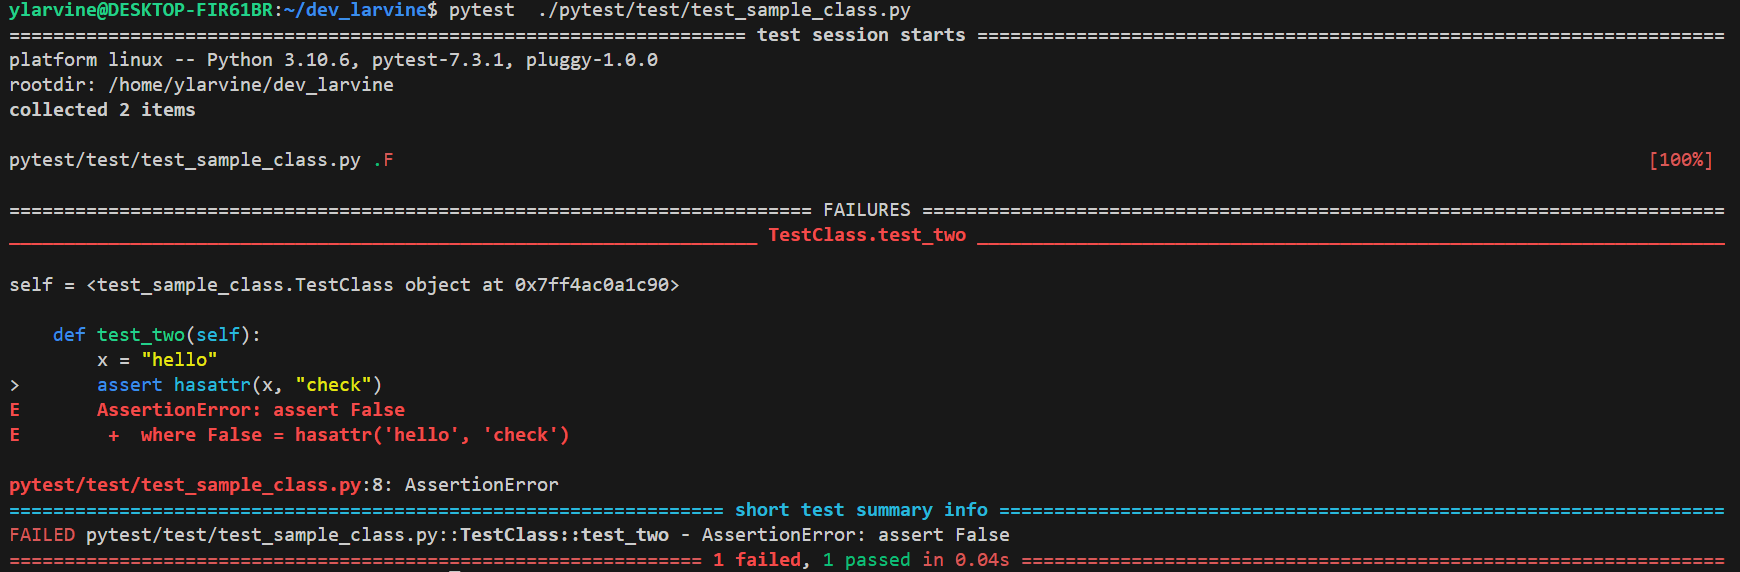 ylarvine@DESKTOP-FIR61BR:~/dev_larvine$ pytest  ./pytest/test/test_sample_class.py
=================================================================== test session starts ====================================================================
platform linux -- Python 3.10.6, pytest-7.3.1, pluggy-1.0.0
rootdir: /home/ylarvine/dev_larvine
collected 2 items

pytest/test/test_sample_class.py .F                                                                                                                  [100%]

========================================================================= FAILURES =========================================================================
____________________________________________________________________ TestClass.test_two ____________________________________________________________________

self = <test_sample_class.TestClass object at 0x7ff4ac0a1c90>

    def test_two(self):
        x = "hello"
>       assert hasattr(x, "check")
E       AssertionError: assert False
E        +  where False = hasattr('hello', 'check')

pytest/test/test_sample_class.py:8: AssertionError
================================================================= short test summary info ==================================================================
FAILED pytest/test/test_sample_class.py::TestClass::test_two - AssertionError: assert False
=============================================================== 1 failed, 1 passed in 0.04s ================================================================